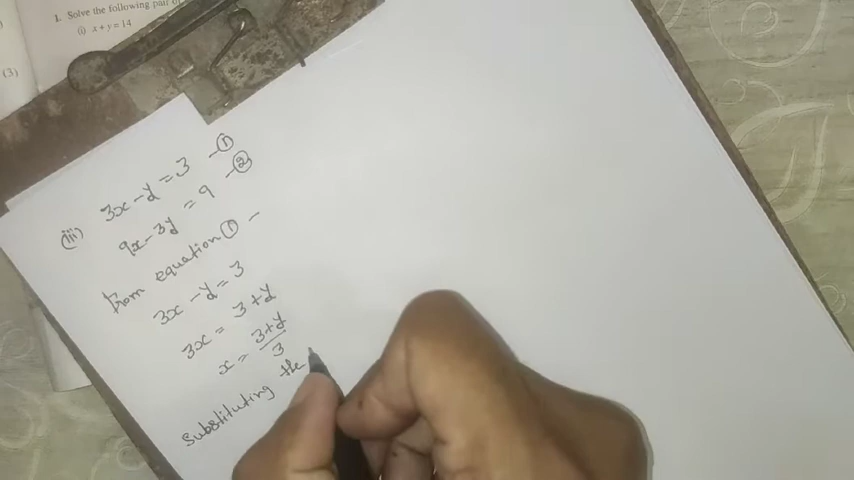 1. Solve the following pair of
(i) x + y = 14
(3)
(iii) 3x - y = 3 - ①
9x - 3y = 9 - ②
from equation ① -
3x - y = 3
3x = 3 + y
x = 3+y/3
Substituting the